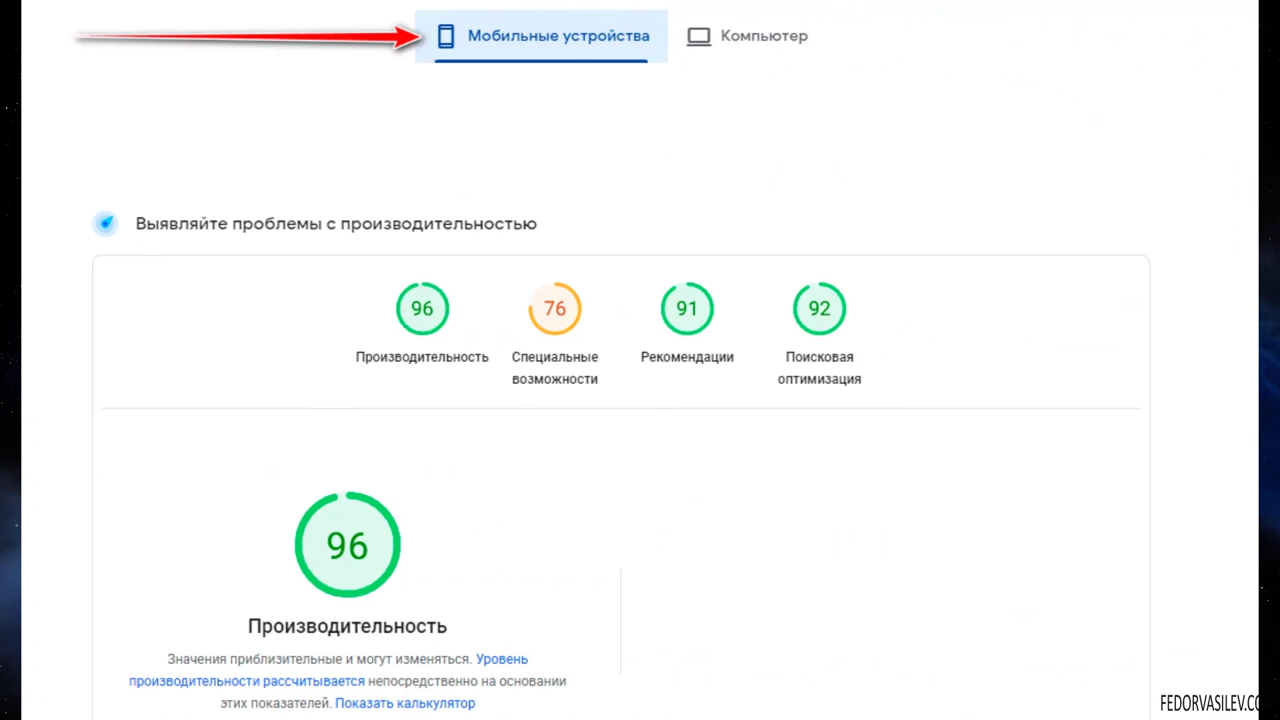 Мобильные устройства
Компьютер
Выявляйте проблемы с производительностью
96
76
91
92
Производительность
Специальные
возможности
Рекомендации
Поисковая
оптимизация
96
Производительность
Значения приблизительные и могут изменяться. Уровень
производительности рассчитывается непосредственно на основании
этих показателей. Показать калькулятор
FEDORVASILEV.CO